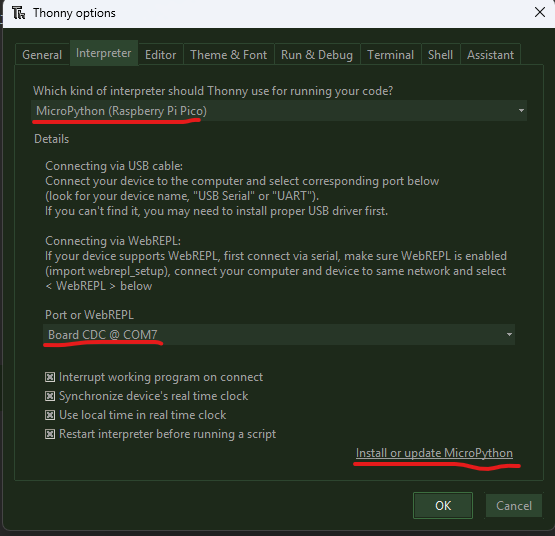 Thonny options
General Interpreter Editor Theme & Font Run & Debug Terminal Shell Assistant
Which kind of interpreter should Thonny use for running your code?
MicroPython (Raspberry Pi Pico)
Details
Connecting via USB cable:
Connect your device to the computer and select corresponding port below
(look for your device name, "USB Serial" or "UART").
If you can't find it, you may need to install proper USB driver first.
Connecting via WebREPL:
If your device supports WebREPL, first connect via serial, make sure WebREPL is enabled
(import webrepl_setup), connect your computer and device to same network and select
< WebREPL > below
Port or WebREPL
Board CDC @ COM7
Interrupt working program on connect
Synchronize device's real time clock
Use local time in real time clock
Restart interpreter before running a script
Install or update MicroPython
OK Cancel